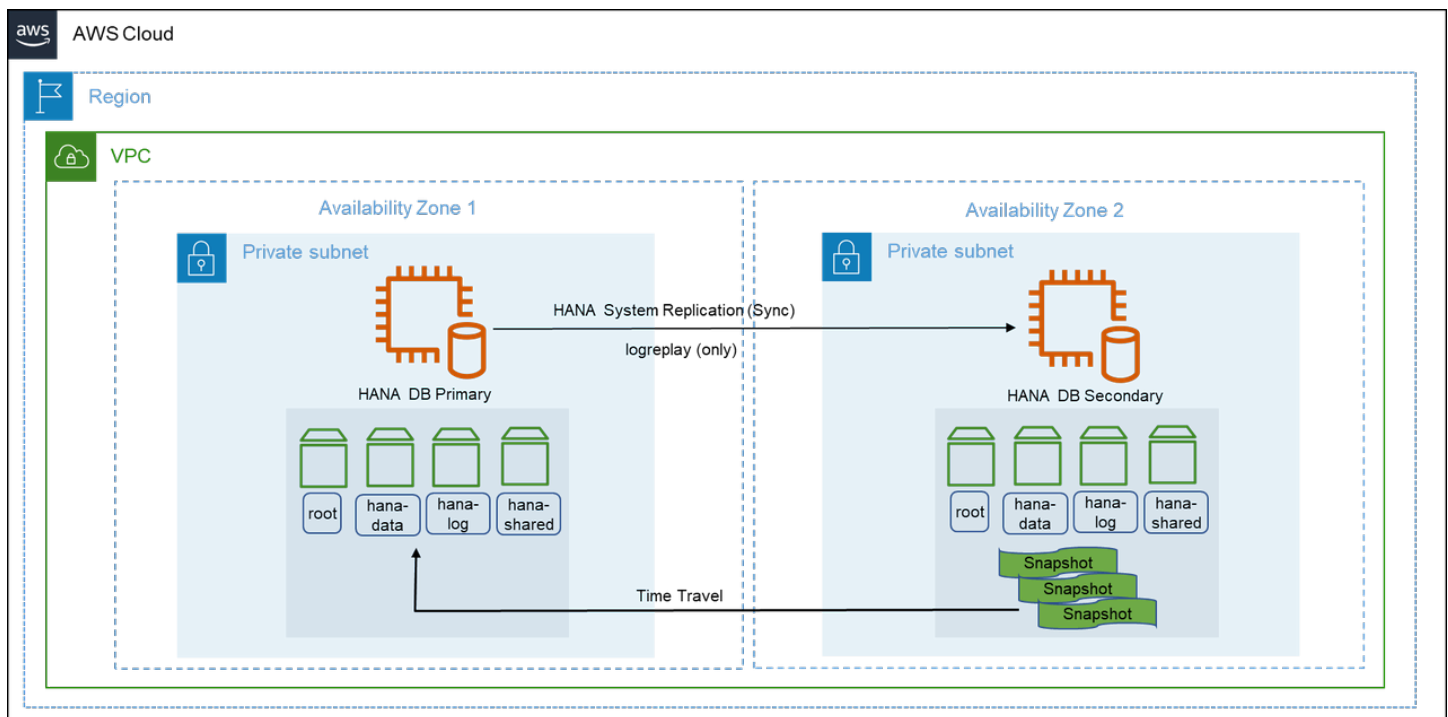 aws
AWS Cloud
Region
VPC
Availability Zone 1
Availability Zone 2
Private subnet
Private subnet
HANA System Replication (Sync)
logreplay (only)
HANA DB Primary
HANA DB Secondary
root
hana-
data
hana-
log
hana-
shared
root
hana-
data
hana-
log
hana-
shared
Snapshot
Snapshot
Snapshot
Time Travel